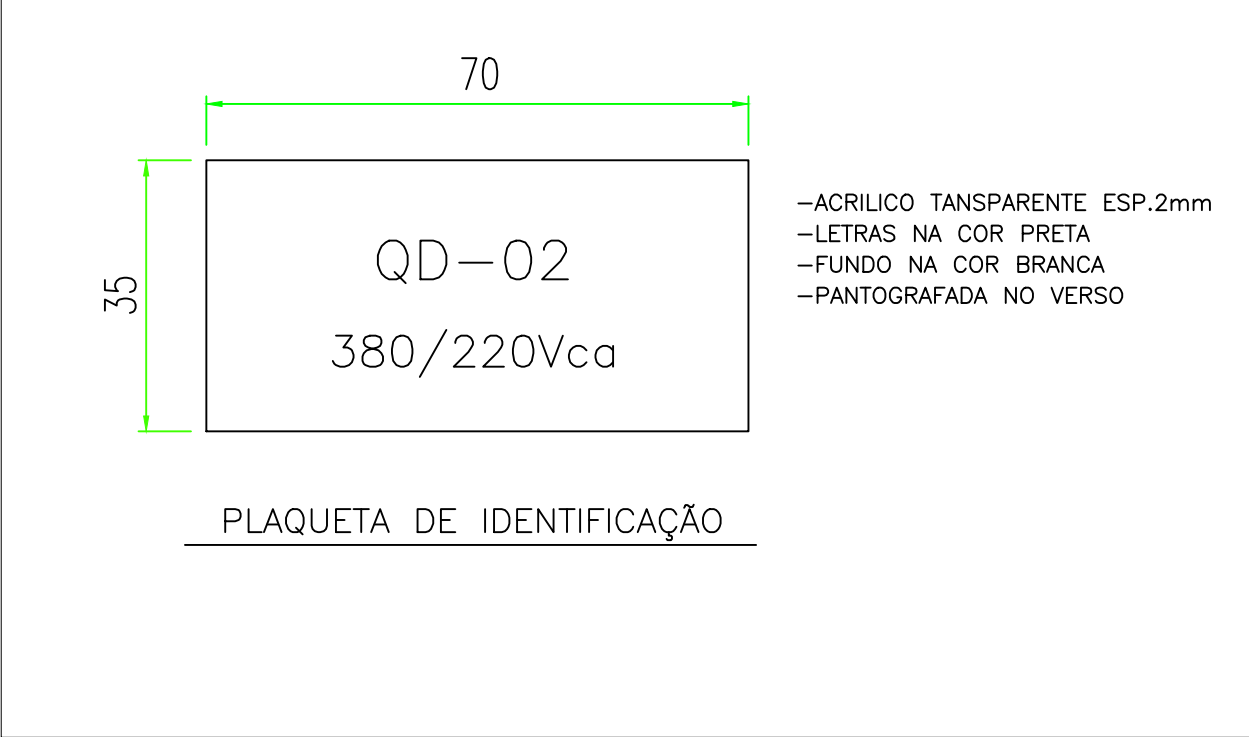 70
35
QD-02
380/220Vca
-ACRILICO TANSPARENTE ESP.2mm
-LETRAS NA COR PRETA
-FUNDO NA COR BRANCA
-PANTOGRAFADA NO VERSO
PLAQUETA DE IDENTIFICAÇÃO